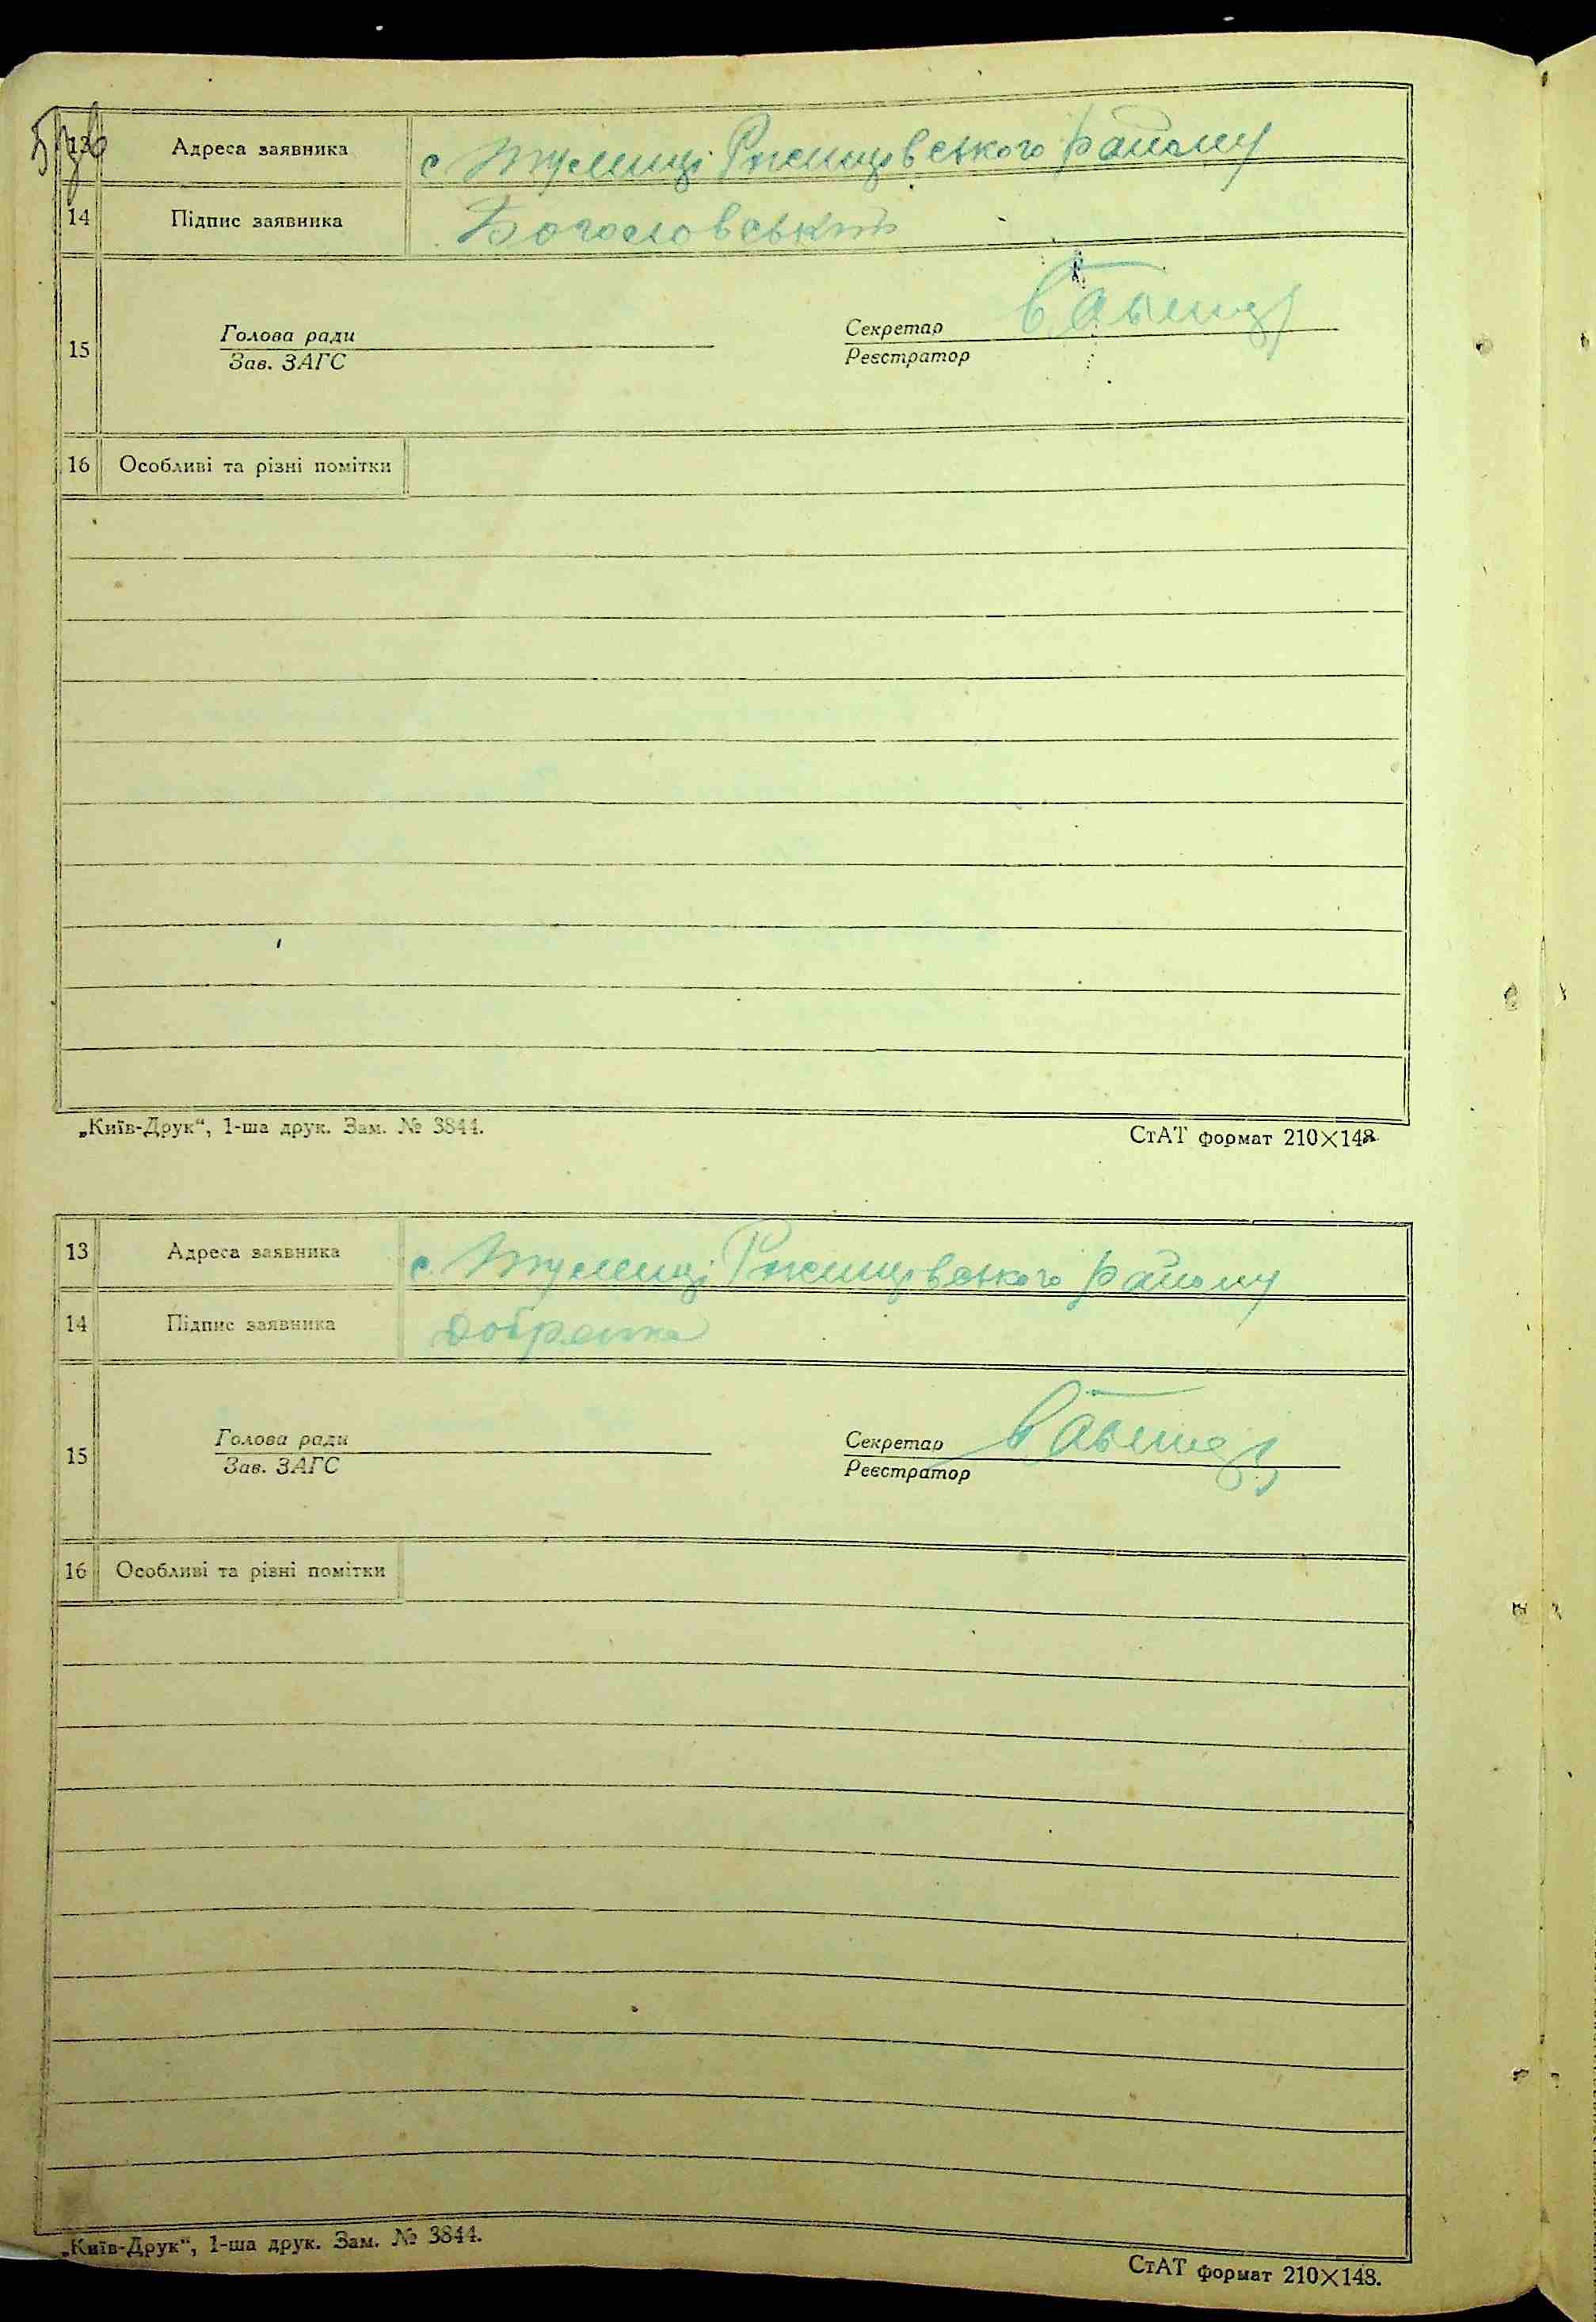 13 Адреса заявника с Тулинці Ржищівського району
14 Підпис заявника Богословський
15 Голова ради Секретар
Зав. ЗАГС Реєстратор
16 Особливі та різні помітки
„Київ-Друк“, 1-ша друк. Зам. № 3844. СтАТ формат 210×148
13 Адреса заявника с. Тулинці Ржищівського району
14 Підпис заявника
15 Голова ради Секретар
Зав. ЗАГС Реєстратор
16 Особливі та різні помітки
„Київ-Друк“, 1-ша друк. Зам. № 3844. СтАТ формат 210×148.